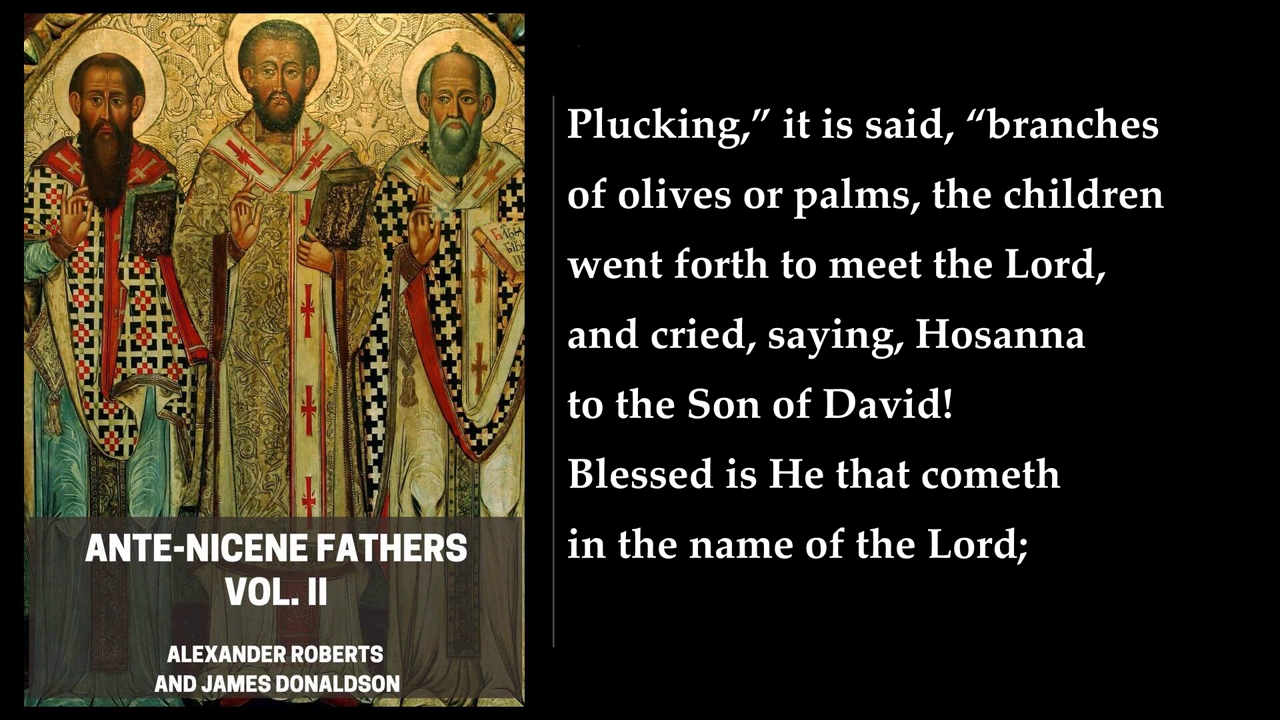 ANTE-NICENE FATHERS
VOL. II
ALEXANDER ROBERTS
AND JAMES DONALDSON
Plucking,” it is said, “branches
of olives or palms, the children
went forth to meet the Lord,
and cried, saying, Hosanna
to the Son of David!
Blessed is He that cometh
in the name of the Lord;